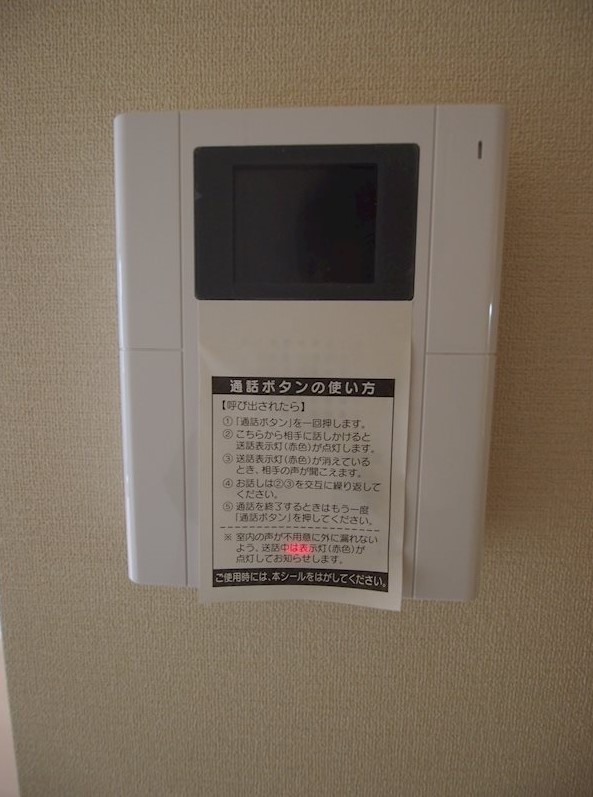 通話ボタンの使い方
【呼び出されたら】
①「通話ボタン」を一回押します。
② こちらから相手に話しかけると
送話表示灯(赤色)が点灯します。
③ 送話表示灯(赤色)が消えている
とき、相手の声が聞こえます。
④ お話しは②③を交互に繰り返して
ください。
⑤ 通話を終了するときはもう一度
「通話ボタン」を押してください。
※ 室内の声が不用意に外に漏れない
よう、送話中は表示灯(赤色)が
点灯してお知らせします。
ご使用時には、本シールをはがしてください。